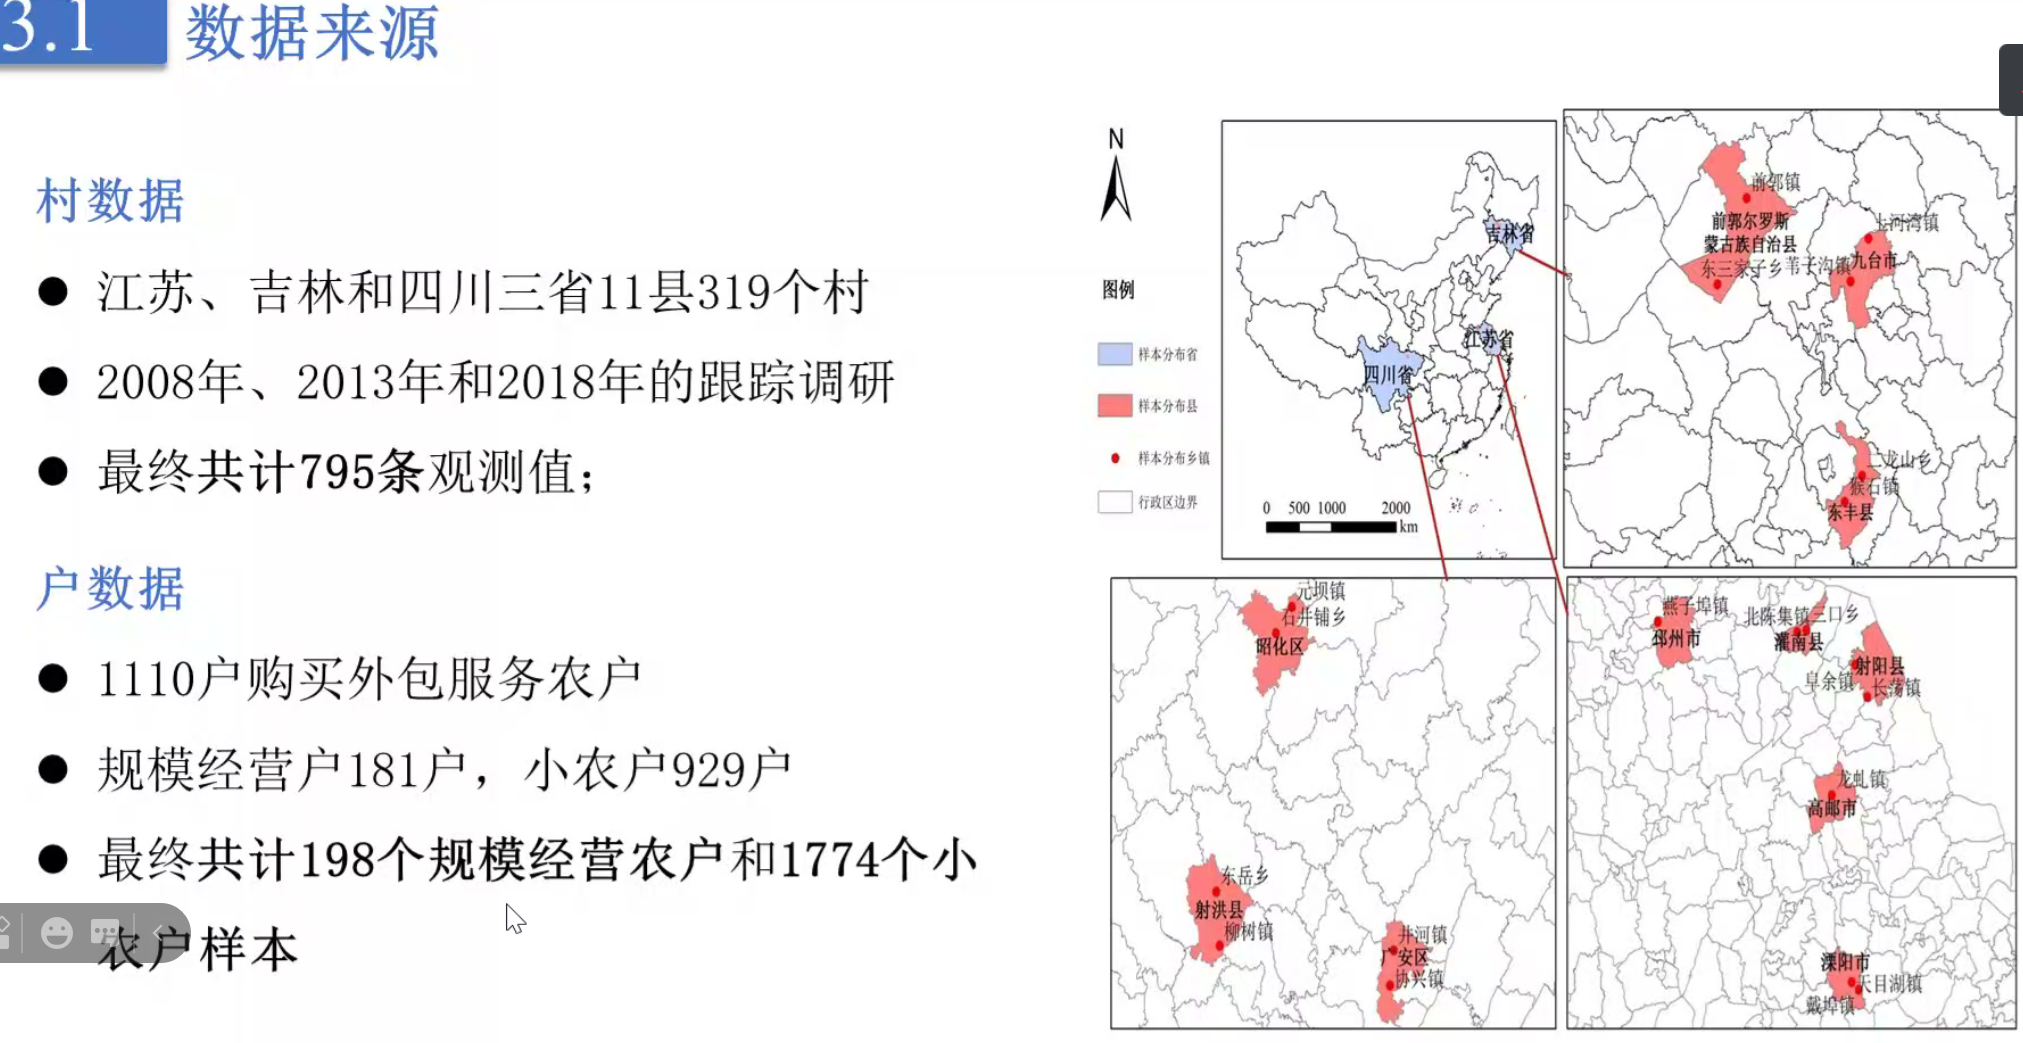 3.1 数据来源
村数据
● 江苏、吉林和四川三省11县319个村
● 2008年、2013年和2018年的跟踪调研
● 最终共计795条观测值；
户数据
● 1110户购买外包服务农户
● 规模经营户181户，小农户929户
● 最终共计198个规模经营农户和1774个小
农户样本
N
图例
样本分布省
样本分布县
样本分布乡镇
行政区边界
吉林省
江苏省
四川省
0 500 1000 2000
km
前郭镇
前郭尔罗斯
蒙古族自治县
东三家子乡
上河湾镇
苇子沟镇
九台市
二龙山乡
猴石镇
东丰县
元坝镇
石井铺乡
昭化区
东岳乡
射洪县
柳树镇
井河镇
广安区
协兴镇
燕子埠镇
邳州市
北陈集镇
三口乡
灌南县
射阳县
阜余镇
长荡镇
龙虬镇
高邮市
溧阳市
天目湖镇
戴埠镇